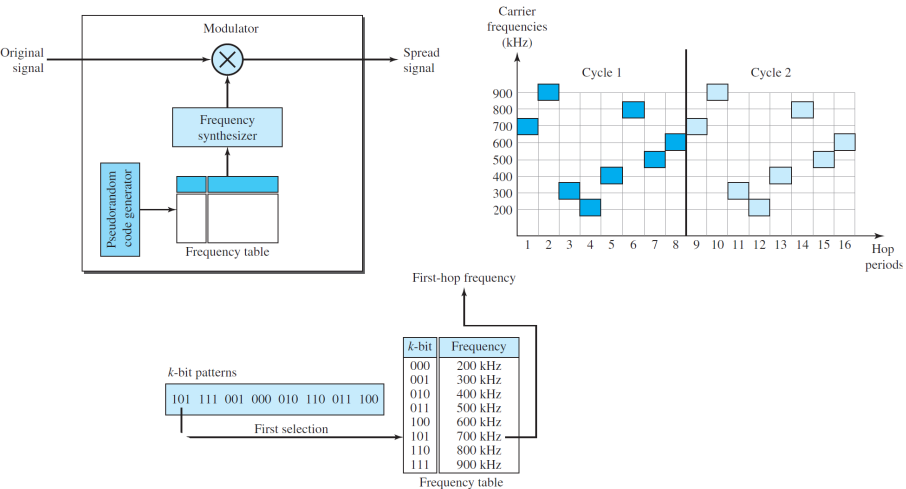 Modulator
Original
signal
Spread
signal
Frequency
synthesizer
Pseudorandom
code generator
Frequency table
Carrier
frequencies
(kHz)
Cycle 1
Cycle 2
900
800
700
600
500
400
300
200
1 2 3 4 5 6 7 8 9 10 11 12 13 14 15 16
Hop
periods
First-hop frequency
k-bit patterns
101 111 001 000 010 110 011 100
First selection
k-bit Frequency
000 200 kHz
001 300 kHz
010 400 kHz
011 500 kHz
100 600 kHz
101 700 kHz
110 800 kHz
111 900 kHz
Frequency table